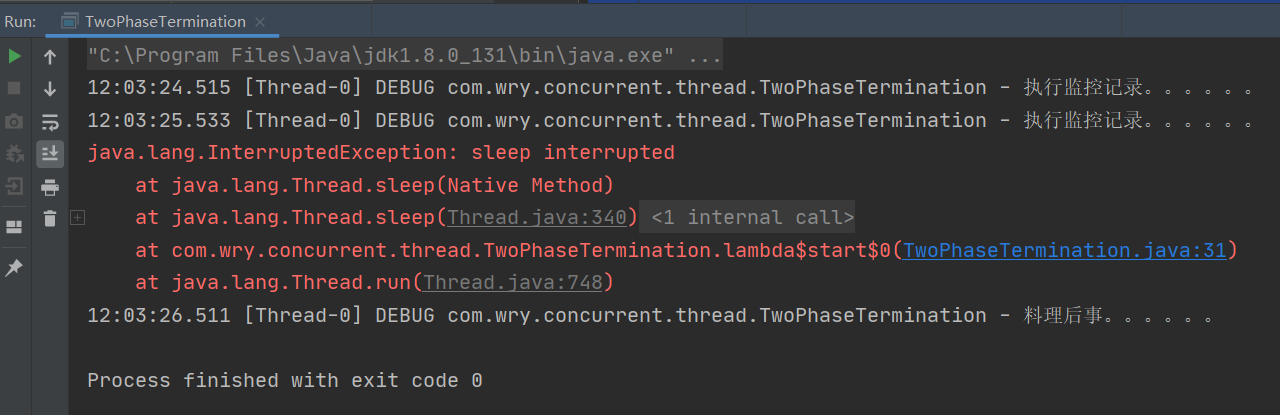 Run: TwoPhaseTermination
"C:\Program Files\Java\jdk1.8.0_131\bin\java.exe" ...
12:03:24.515 [Thread-0] DEBUG com.wry.concurrent.thread.TwoPhaseTermination - 执行监控记录。。。。。。
12:03:25.533 [Thread-0] DEBUG com.wry.concurrent.thread.TwoPhaseTermination - 执行监控记录。。。。。。
java.lang.InterruptedException: sleep interrupted
at java.lang.Thread.sleep(Native Method)
at java.lang.Thread.sleep(Thread.java:340) <1 internal call>
at com.wry.concurrent.thread.TwoPhaseTermination.lambda$start$0(TwoPhaseTermination.java:31)
at java.lang.Thread.run(Thread.java:748)
12:03:26.511 [Thread-0] DEBUG com.wry.concurrent.thread.TwoPhaseTermination - 料理后事。。。。。。
Process finished with exit code 0